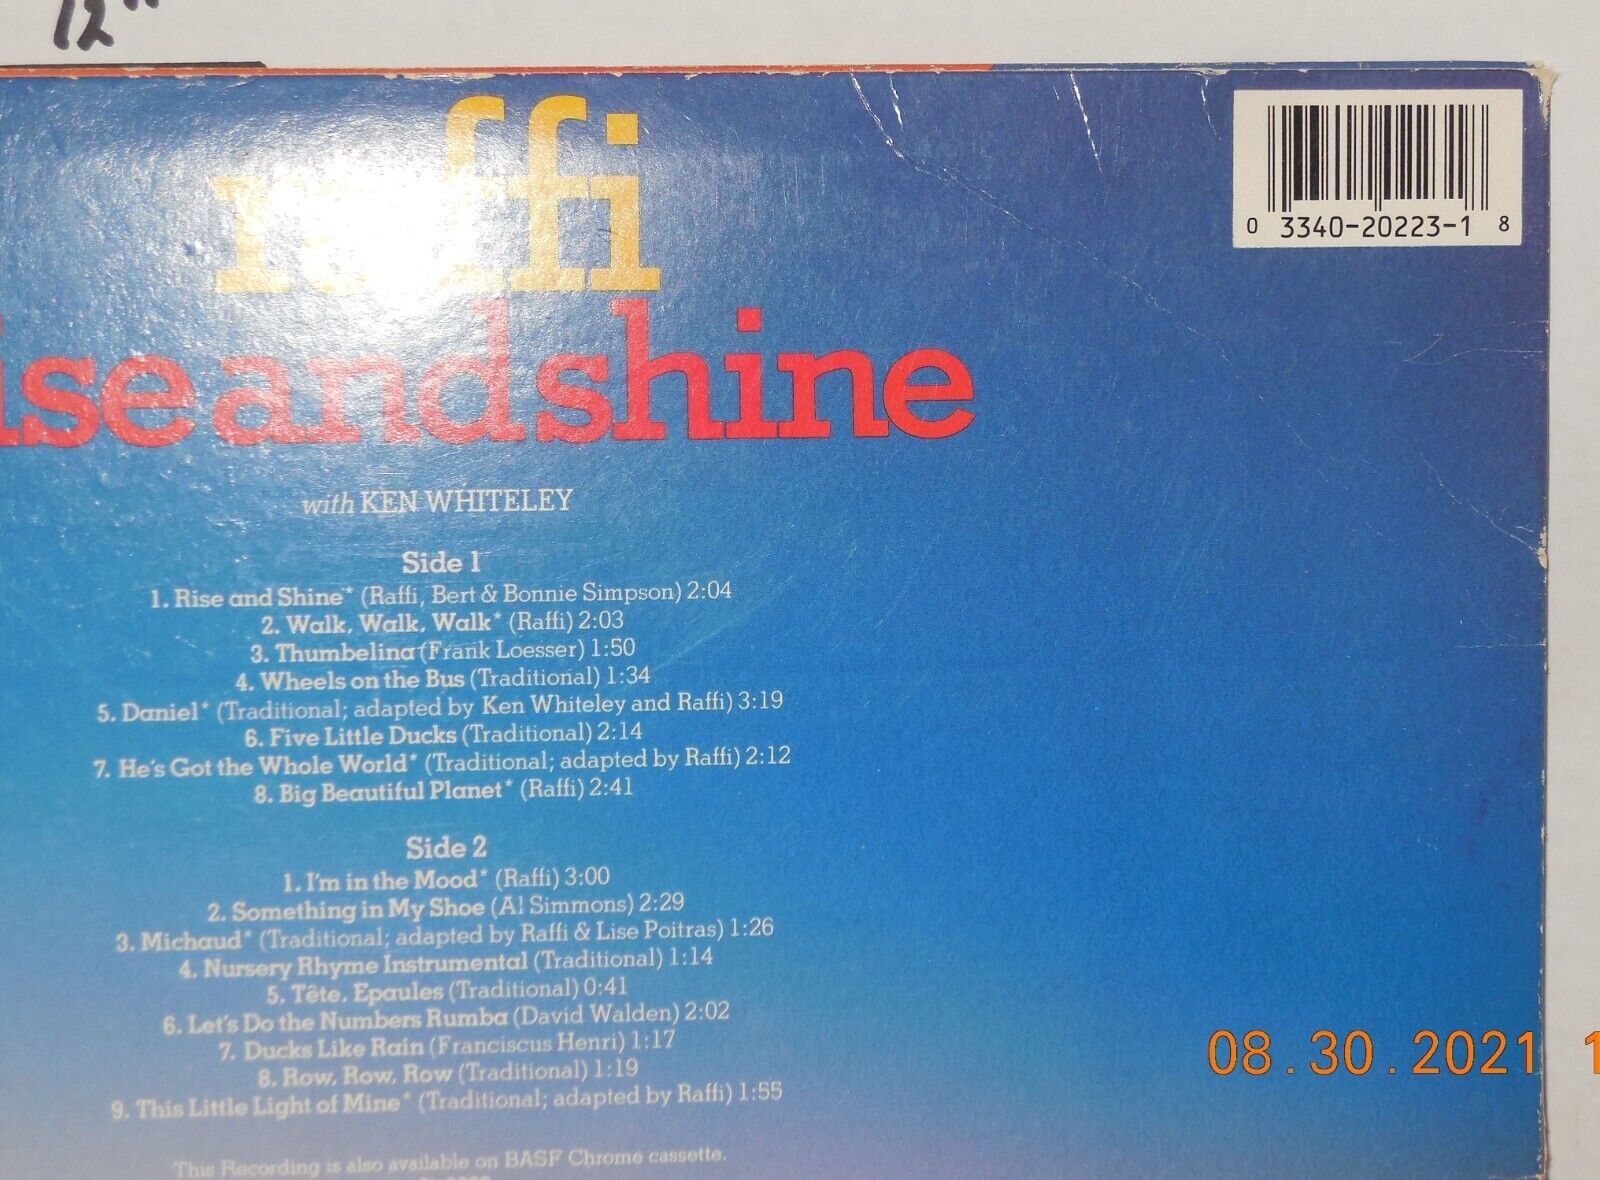 12"
raffi
ise and shine
0 3340-20223-1 8
with KEN WHITELEY
Side 1
1. Rise and Shine* (Raffi, Bert & Bonnie Simpson) 2:04
2. Walk, Walk, Walk* (Raffi) 2:03
3. Thumbelina (Frank Loesser) 1:50
4. Wheels on the Bus (Traditional) 1:34
5. Daniel* (Traditional; adapted by Ken Whiteley and Raffi) 3:19
6. Five Little Ducks (Traditional) 2:14
7. He's Got the Whole World* (Traditional; adapted by Raffi) 2:12
8. Big Beautiful Planet* (Raffi) 2:41
Side 2
1. I'm in the Mood* (Raffi) 3:00
2. Something in My Shoe (Al Simmons) 2:29
3. Michaud* (Traditional; adapted by Raffi & Lise Poitras) 1:26
4. Nursery Rhyme Instrumental (Traditional) 1:14
5. Tête, Epaules (Traditional) 0:41
6. Let's Do the Numbers Rumba (David Walden) 2:02
7. Ducks Like Rain (Franciscus Henri) 1:17
8. Row, Row, Row (Traditional) 1:19
9. This Little Light of Mine* (Traditional; adapted by Raffi) 1:55
This Recording is also available on BASF Chrome cassette.
08.30.2021 1